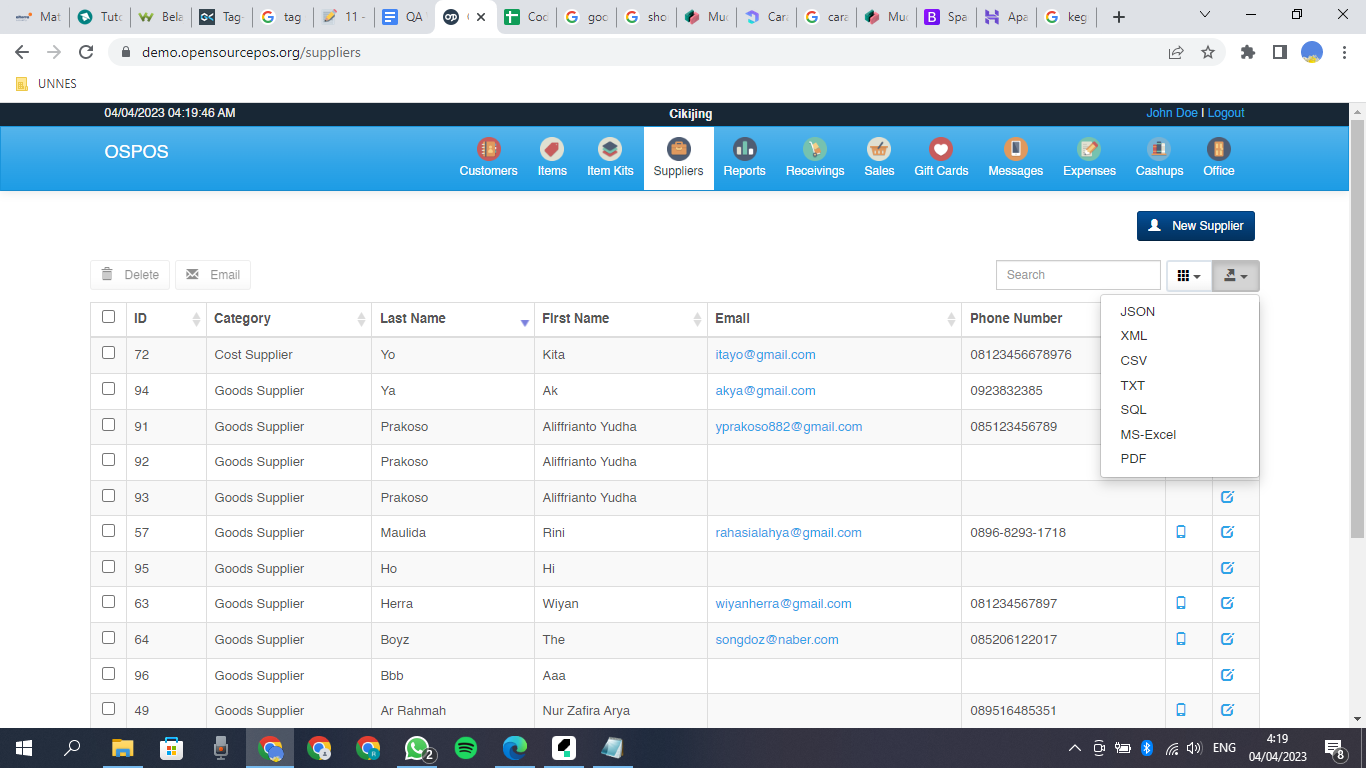 Mat
Tuto
Bela
Tag-
tag
11 -
QA
Cod
goo
sho
Muc
Cara
cara
Muc
Spa
Apa
keg
demo.opensourcepos.org/suppliers
UNNES
04/04/2023 04:19:46 AM
Cikijing
John Doe | Logout
OSPOS
Customers
Items
Item Kits
Suppliers
Reports
Receivings
Sales
Gift Cards
Messages
Expenses
Cashups
Office
New Supplier
Delete
Email
Search
ID Category Last Name First Name Email Phone Number
JSON
XML
CSV
TXT
SQL
MS-Excel
PDF
72 Cost Supplier Yo Kita itayo@gmail.com 08123456678976
94 Goods Supplier Ya Ak akya@gmail.com 0923832385
91 Goods Supplier Prakoso Aliffrianto Yudha yprakoso882@gmail.com 085123456789
92 Goods Supplier Prakoso Aliffrianto Yudha
93 Goods Supplier Prakoso Aliffrianto Yudha
57 Goods Supplier Maulida Rini rahasialahya@gmail.com 0896-8293-1718
95 Goods Supplier Ho Hi
63 Goods Supplier Herra Wiyan wiyanherra@gmail.com 081234567897
64 Goods Supplier Boyz The songdoz@naber.com 085206122017
96 Goods Supplier Bbb Aaa
49 Goods Supplier Ar Rahmah Nur Zafira Arya 089516485351
2
ENG
4:19
04/04/2023
8